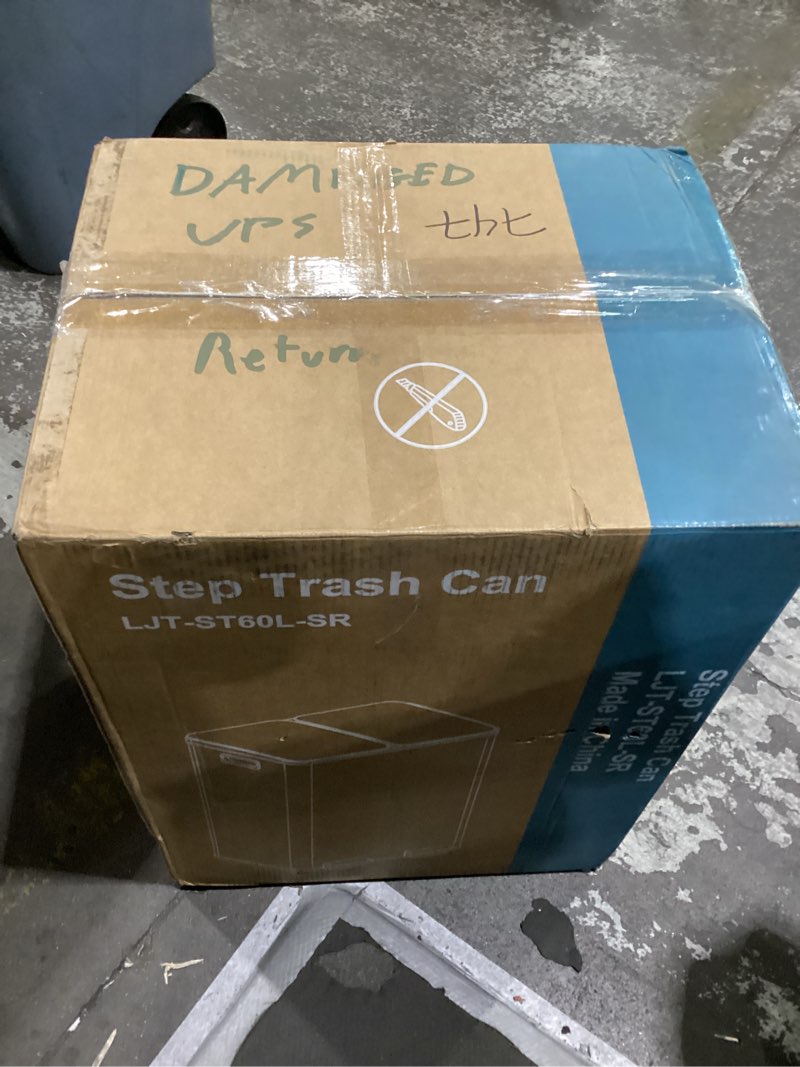 DAMAGED
UPS
Return
Step Trash Can
LJT-ST60L-SR
Step Trash Can
LJT-ST60L-SR
Made in China